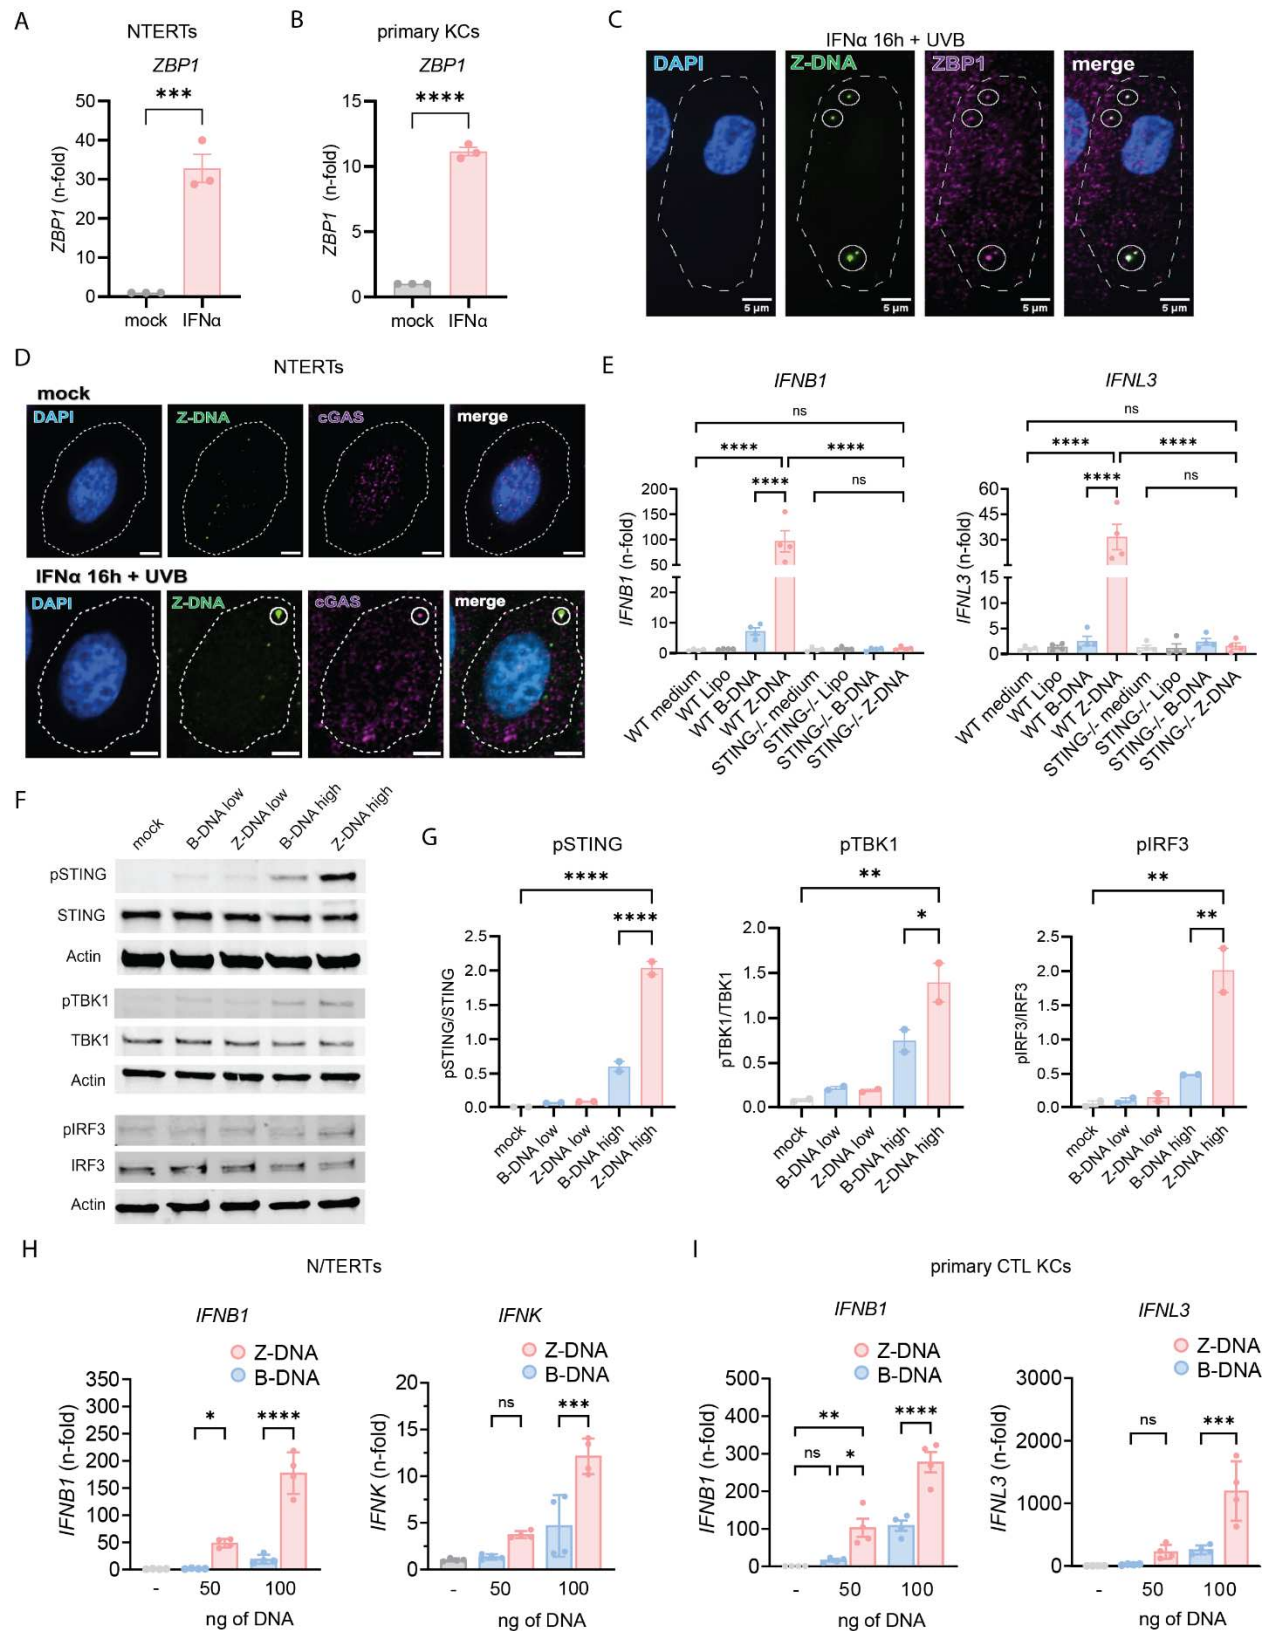 A
NTERTs
ZBP1
***
ZBP1 (n-fold)
50
40
30
20
10
0
mock IFNα
B
primary KCs
ZBP1
****
ZBP1 (n-fold)
15
10
5
0
mock IFNα
C
IFNα 16h + UVB
DAPI Z-DNA ZBP1 merge
5 µm 5 µm 5 µm 5 µm
D
NTERTs
mock
DAPI Z-DNA cGAS merge
IFNα 16h + UVB
DAPI Z-DNA cGAS merge
E
IFNB1
ns
**** ****
****
ns
IFNB1 (n-fold)
200
150
100
50
20
10
0
WT medium
WT Lipo
WT B-DNA
WT Z-DNA
STING-/- medium
STING-/- Lipo
STING-/- B-DNA
STING-/- Z-DNA
IFNL3
ns
**** ****
****
ns
IFNL3 (n-fold)
60
45
30
15
10
5
0
WT medium
WT Lipo
WT B-DNA
WT Z-DNA
STING-/- medium
STING-/- Lipo
STING-/- B-DNA
STING-/- Z-DNA
F
mock
B-DNA low
Z-DNA low
B-DNA high
Z-DNA high
pSTING
STING
Actin
pTBK1
TBK1
Actin
pIRF3
IRF3
Actin
G
pSTING
****
****
pSTING/STING
2.5
2.0
1.5
1.0
0.5
0.0
mock
B-DNA low
Z-DNA low
B-DNA high
Z-DNA high
pTBK1
**
*
pTBK1/TBK1
2.0
1.5
1.0
0.5
0.0
mock
B-DNA low
Z-DNA low
B-DNA high
Z-DNA high
pIRF3
**
**
pIRF3/IRF3
2.5
2.0
1.5
1.0
0.5
0.0
mock
B-DNA low
Z-DNA low
B-DNA high
Z-DNA high
H
N/TERTs
IFNB1
Z-DNA
B-DNA
* ****
IFNB1 (n-fold)
350
300
250
200
150
100
50
0
- 50 100
ng of DNA
IFNK
Z-DNA
B-DNA
ns ***
IFNK (n-fold)
20
15
10
5
0
- 50 100
ng of DNA
I
primary CTL KCs
IFNB1
Z-DNA
B-DNA
** ****
ns *
IFNB1 (n-fold)
500
400
300
200
100
0
- 50 100
ng of DNA
IFNL3
Z-DNA
B-DNA
ns ***
IFNL3 (n-fold)
3000
2000
1000
0
- 50 100
ng of DNA